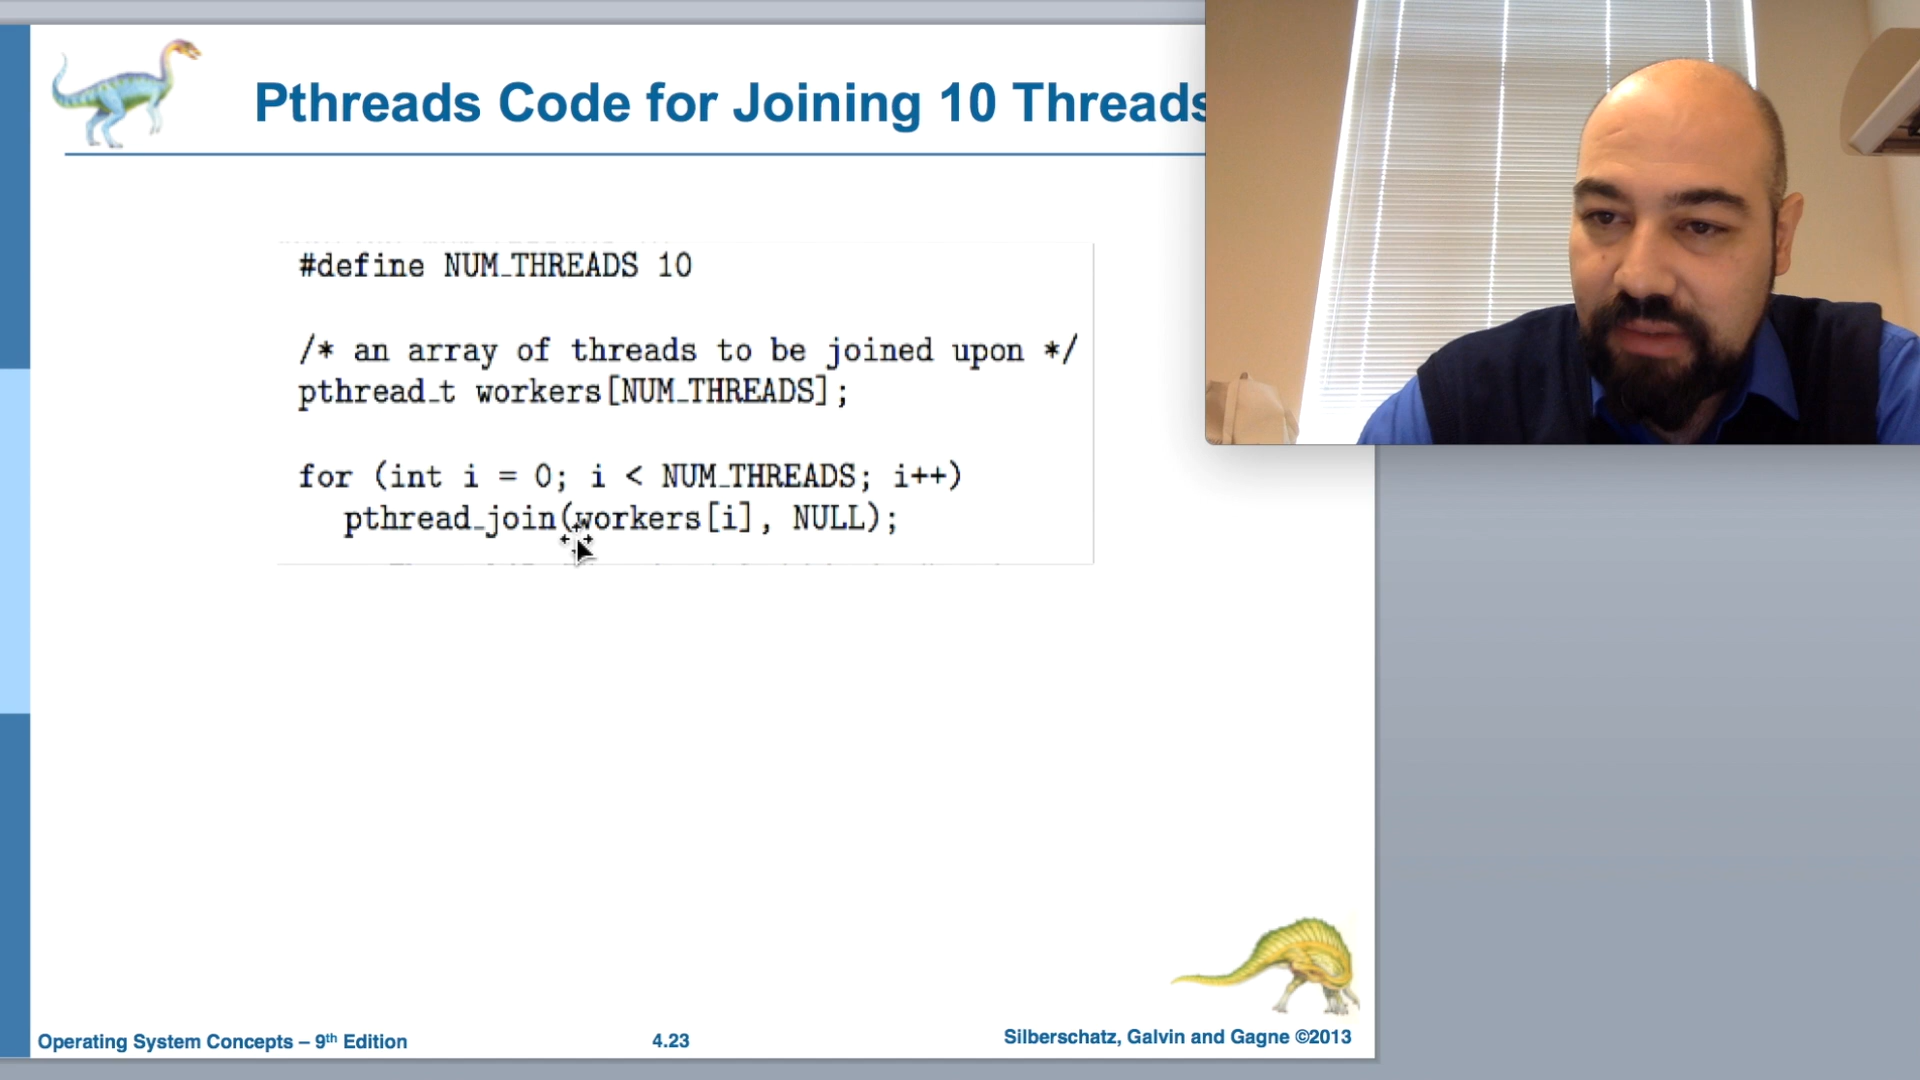 Pthreads Code for Joining 10 Threads
#define NUM_THREADS 10
/* an array of threads to be joined upon */
pthread_t workers[NUM_THREADS];
for (int i = 0; i < NUM_THREADS; i++)
pthread_join(workers[i], NULL);
Operating System Concepts – 9th Edition
4.23
Silberschatz, Galvin and Gagne ©2013